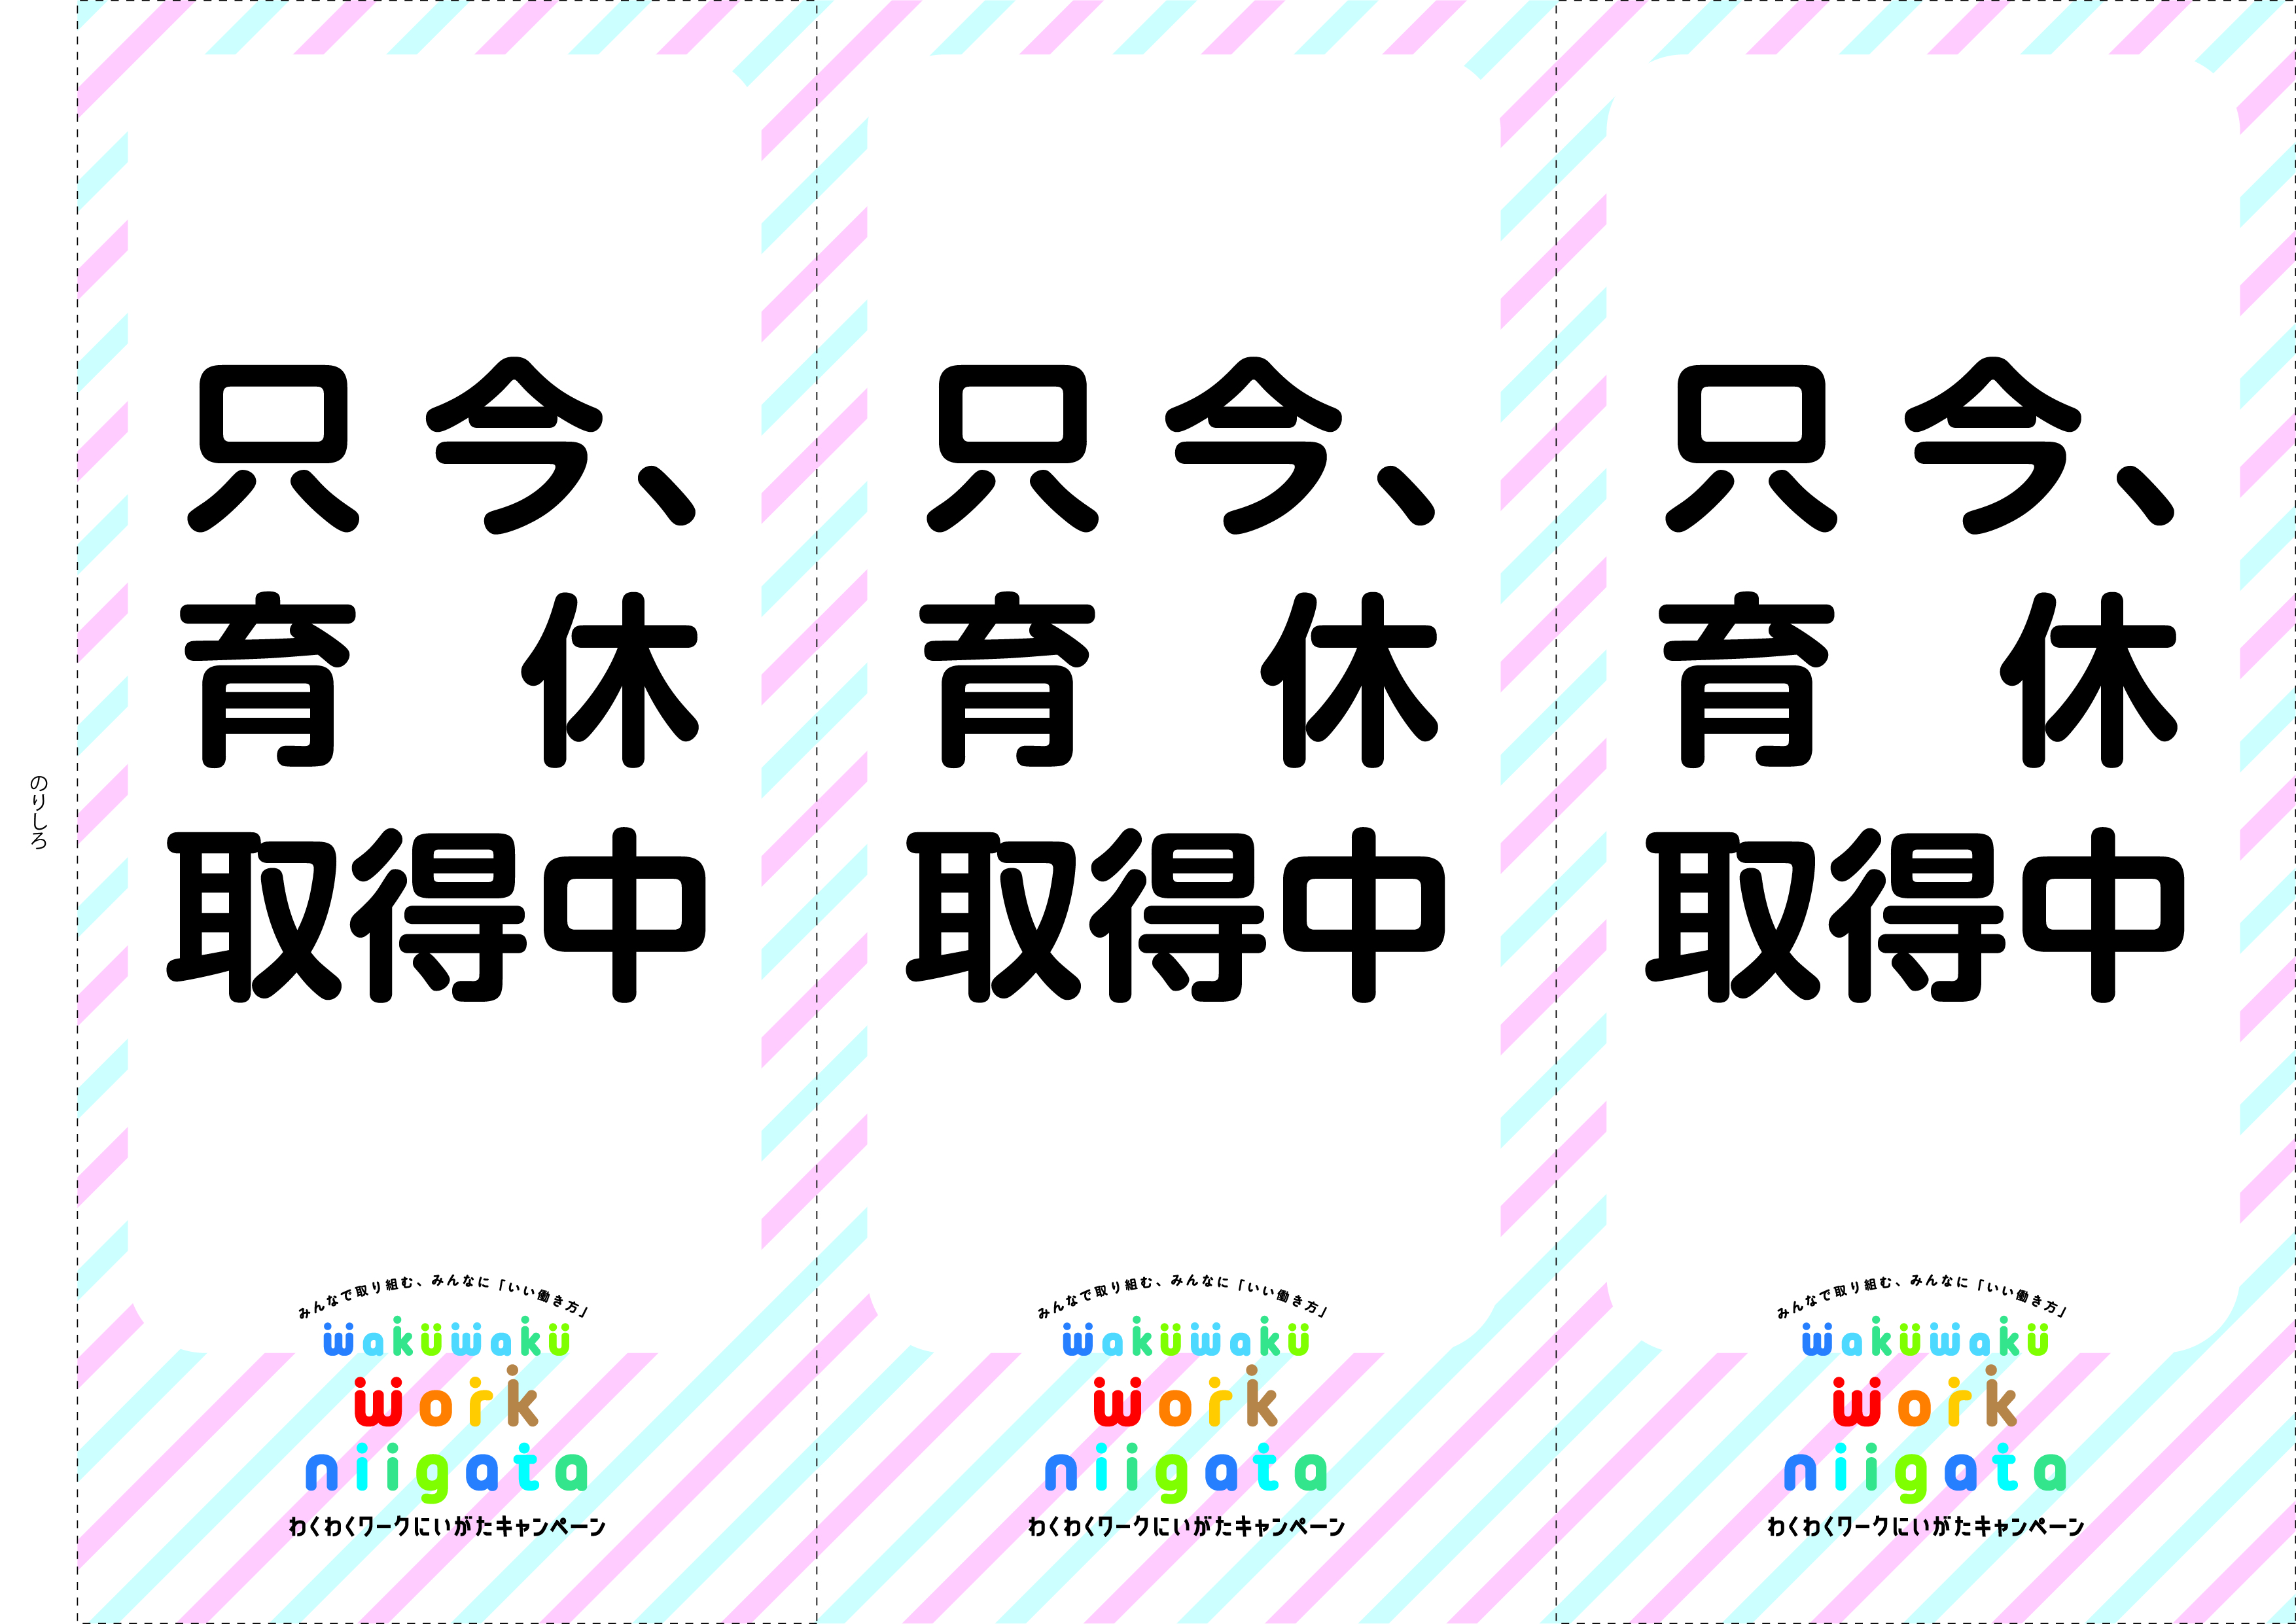 のりしろ
只今、
育休
取得中
みんなで取り組む、みんなに「いい働き方」
wakuwaku
work
niigata
わくわくワークにいがたキャンペーン
只今、
育休
取得中
みんなで取り組む、みんなに「いい働き方」
wakuwaku
work
niigata
わくわくワークにいがたキャンペーン
只今、
育休
取得中
みんなで取り組む、みんなに「いい働き方」
wakuwaku
work
niigata
わくわくワークにいがたキャンペーン